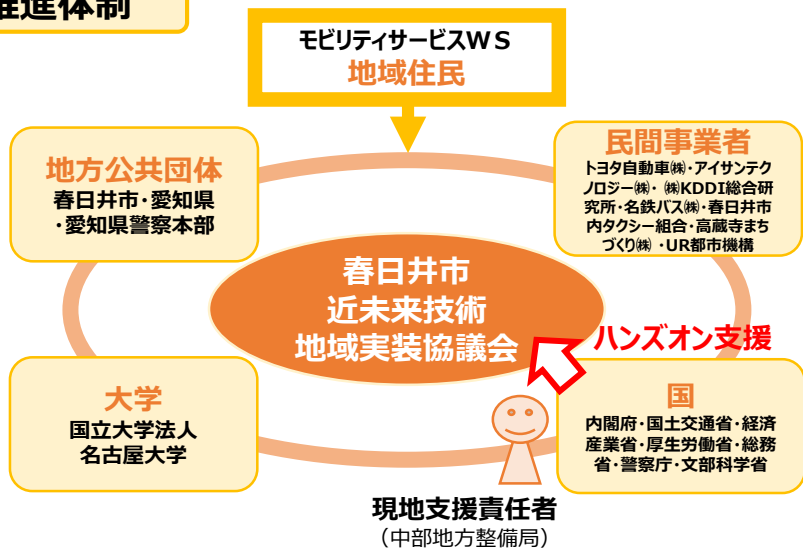 推進体制
モビリティサービスWS
地域住民
地方公共団体
春日井市・愛知県
・愛知県警察本部
民間事業者
トヨタ自動車㈱・アイサンテク
ノロジー㈱・ ㈱KDDI総合研
究所・名鉄バス㈱・春日井市
内タクシー組合・高蔵寺まち
づくり㈱ ・UR都市機構
春日井市
近未来技術
地域実装協議会
ハンズオン支援
大学
国立大学法人
名古屋大学
国
内閣府・国土交通省・経済
産業省・厚生労働省・総務
省・警察庁・文部科学省
現地支援責任者
（中部地方整備局）